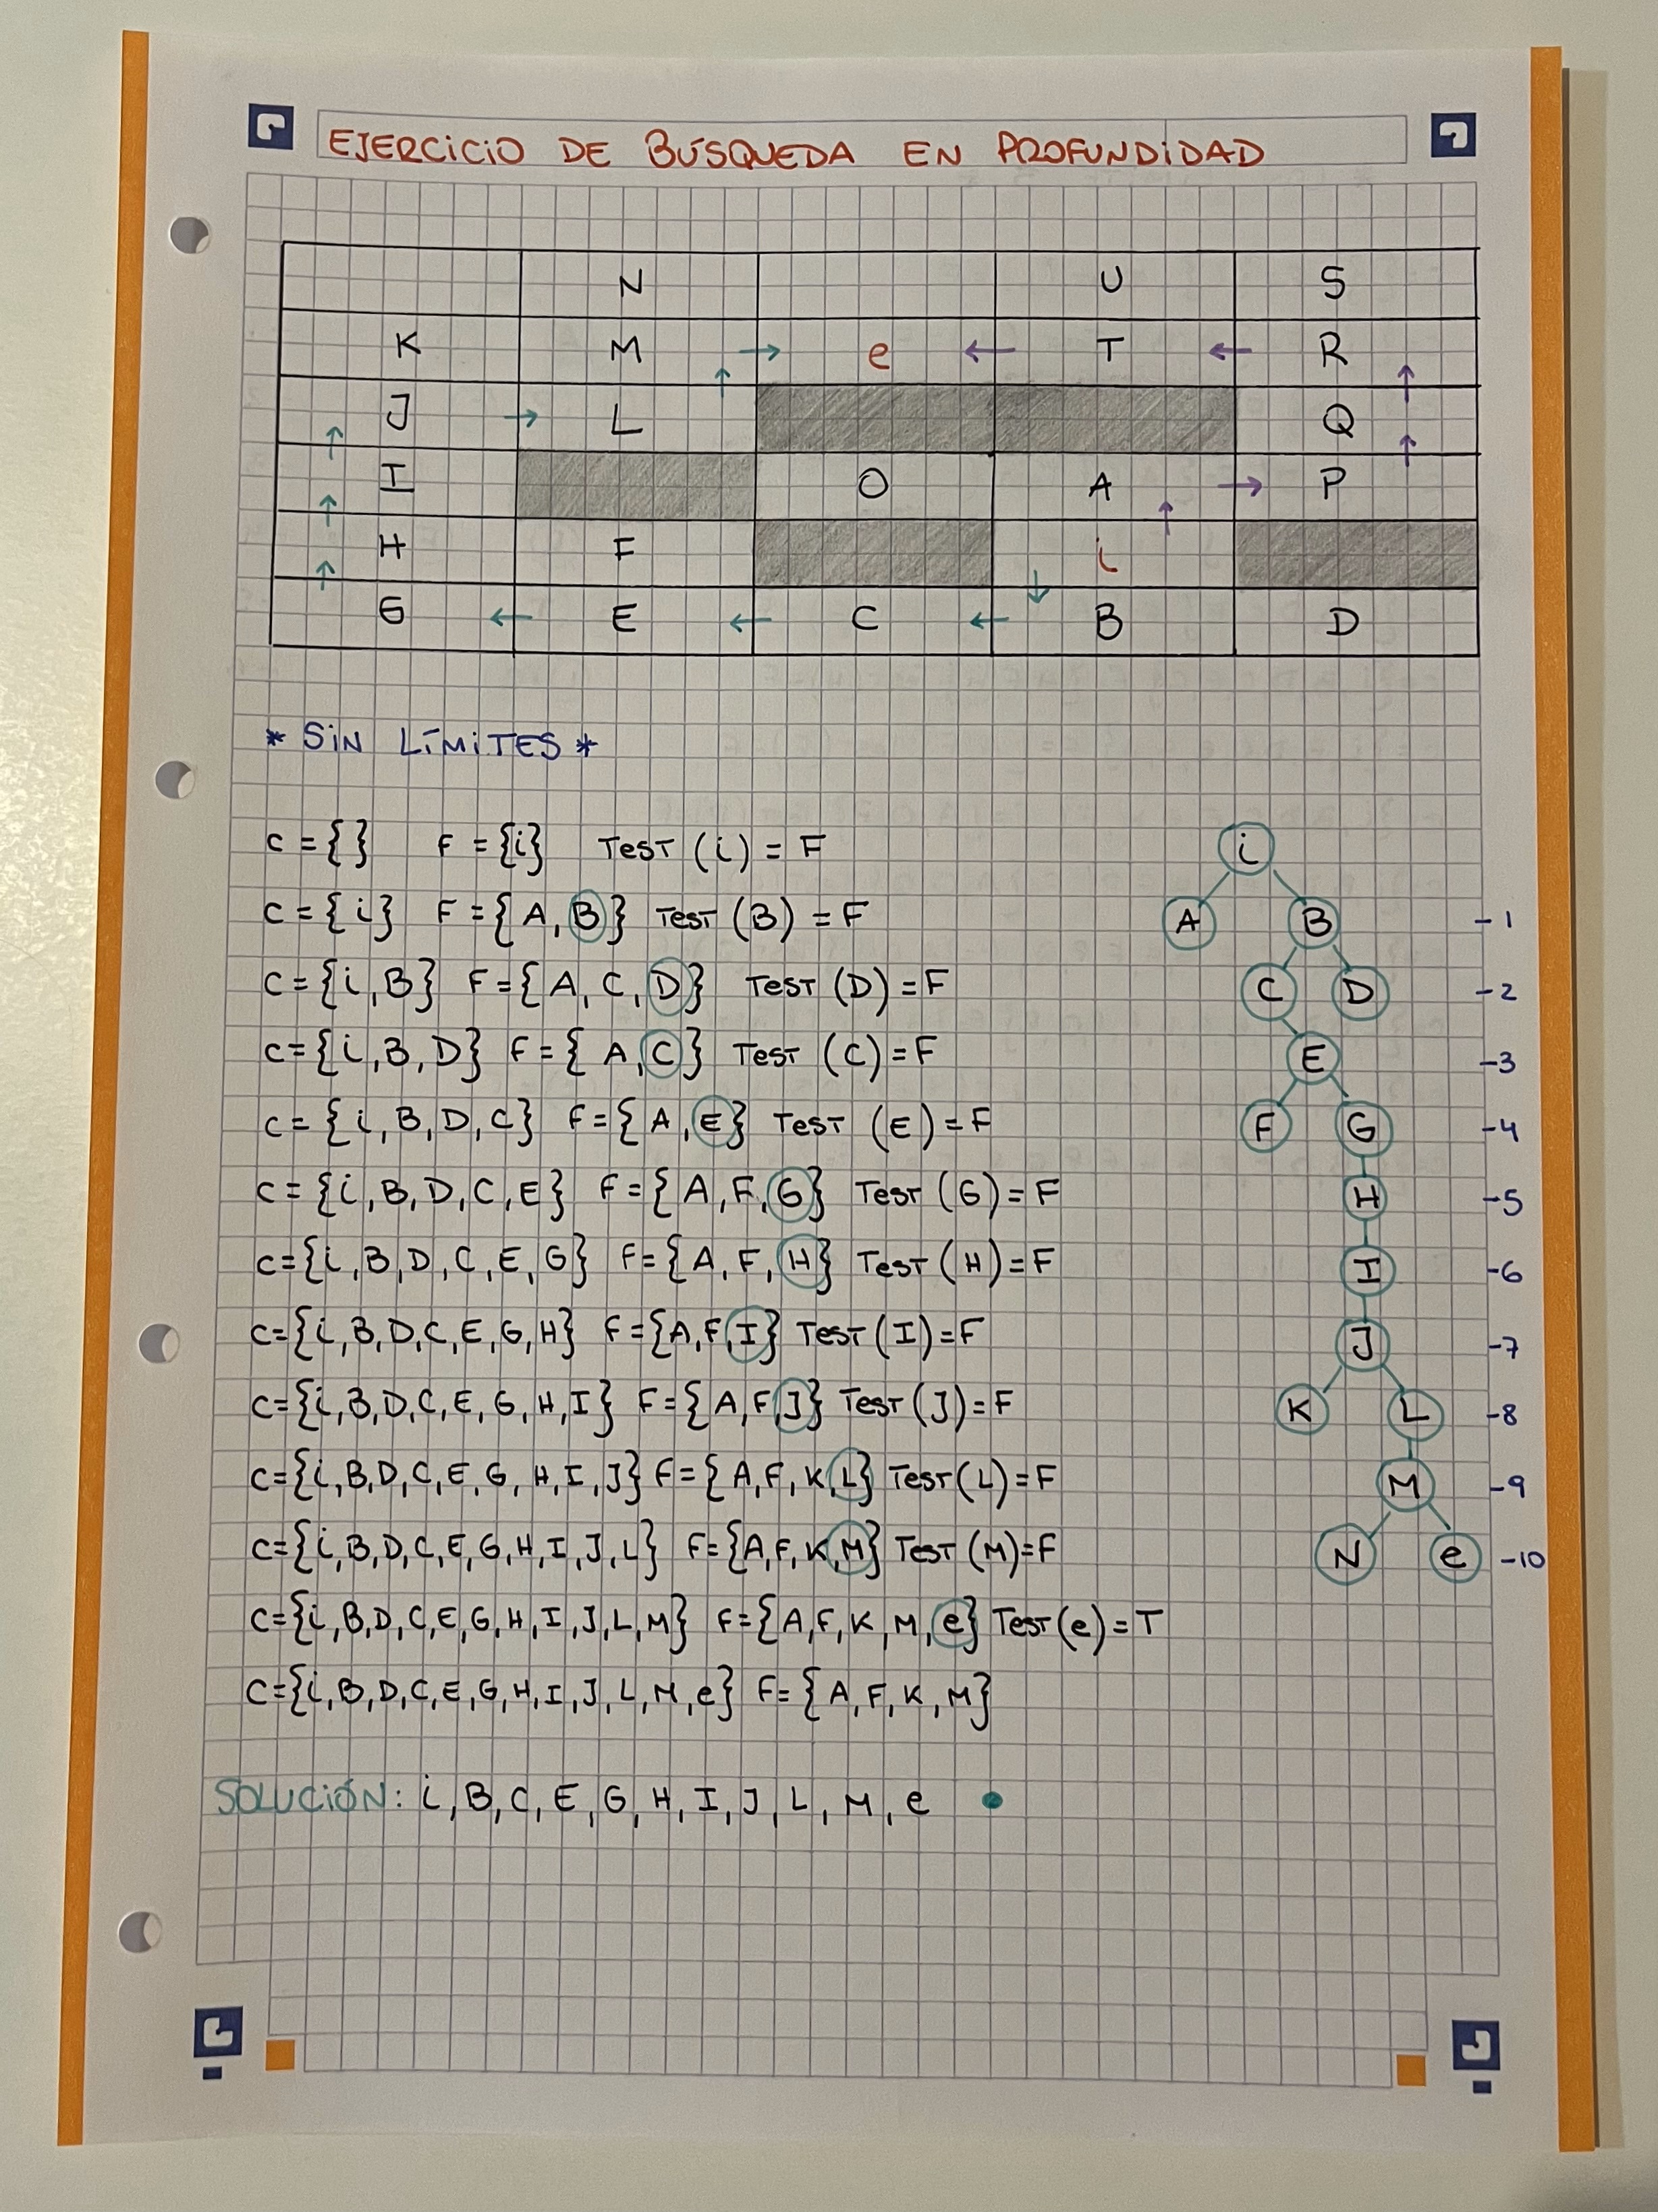 EJERCICIO DE BÚSQUEDA EN PROFUNDIDAD
N U S
K M → e ← T ← R
J → L Q
I O A → P
H F i
G ← E ← C ← B D
* SIN LÍMITES *
C = {} F = {i} TEST (i) = F
C = {i} F = {A, B} TEST (B) = F
C = {i, B} F = {A, C, D} TEST (D) = F
C = {i, B, D} F = {A, C} TEST (C) = F
C = {i, B, D, C} F = {A, E} TEST (E) = F
C = {i, B, D, C, E} F = {A, F, G} TEST (G) = F
C = {i, B, D, C, E, G} F = {A, F, H} TEST (H) = F
C = {i, B, D, C, E, G, H} F = {A, F, I} TEST (I) = F
C = {i, B, D, C, E, G, H, I} F = {A, F, J} TEST (J) = F
C = {i, B, D, C, E, G, H, I, J} F = {A, F, K, L} TEST (L) = F
C = {i, B, D, C, E, G, H, I, J, L} F = {A, F, K, M} TEST (M) = F
C = {i, B, D, C, E, G, H, I, J, L, M} F = {A, F, K, M, e} TEST (e) = T
C = {i, B, D, C, E, G, H, I, J, L, M, e} F = {A, F, K, M}
i
A B -1
C D -2
E -3
F G -4
H -5
I -6
J -7
K L -8
M -9
N e -10
SOLUCIÓN: i, B, C, E, G, H, I, J, L, M, e